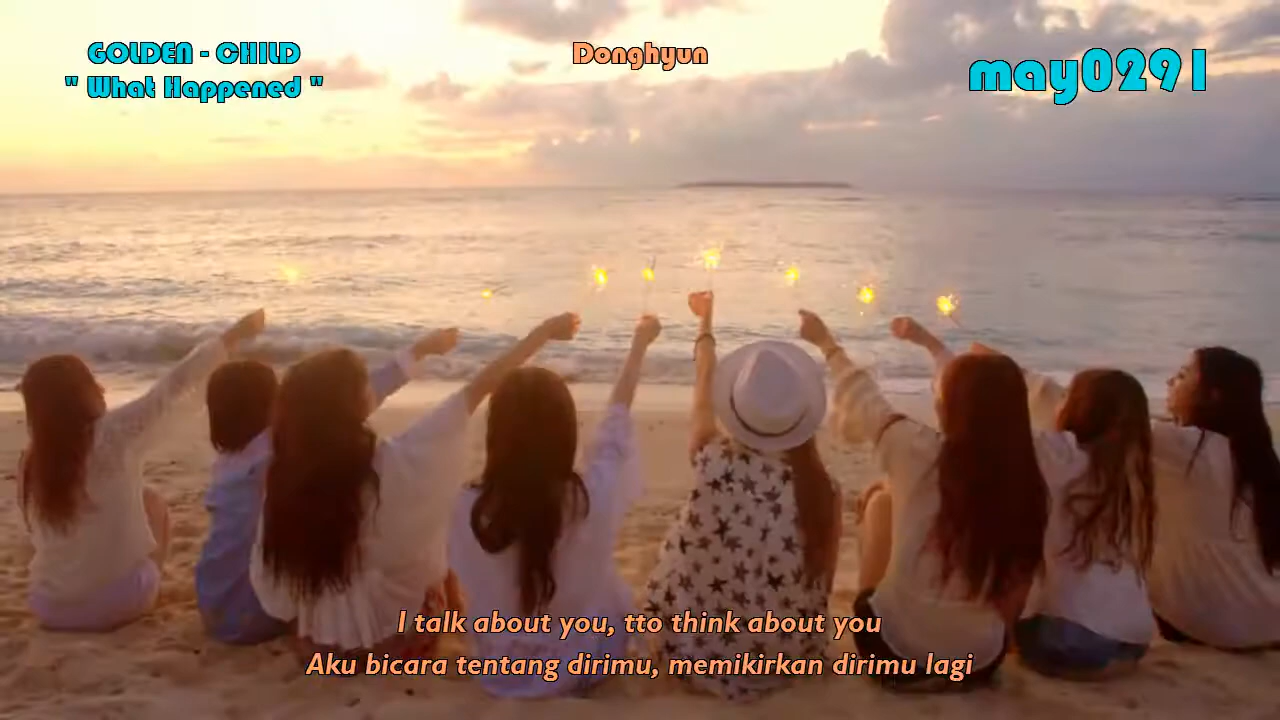 GOLDEN - CHILD
" What Happened "
Donghyun
may0291
I talk about you, tto think about you
Aku bicara tentang dirimu, memikirkan dirimu lagi